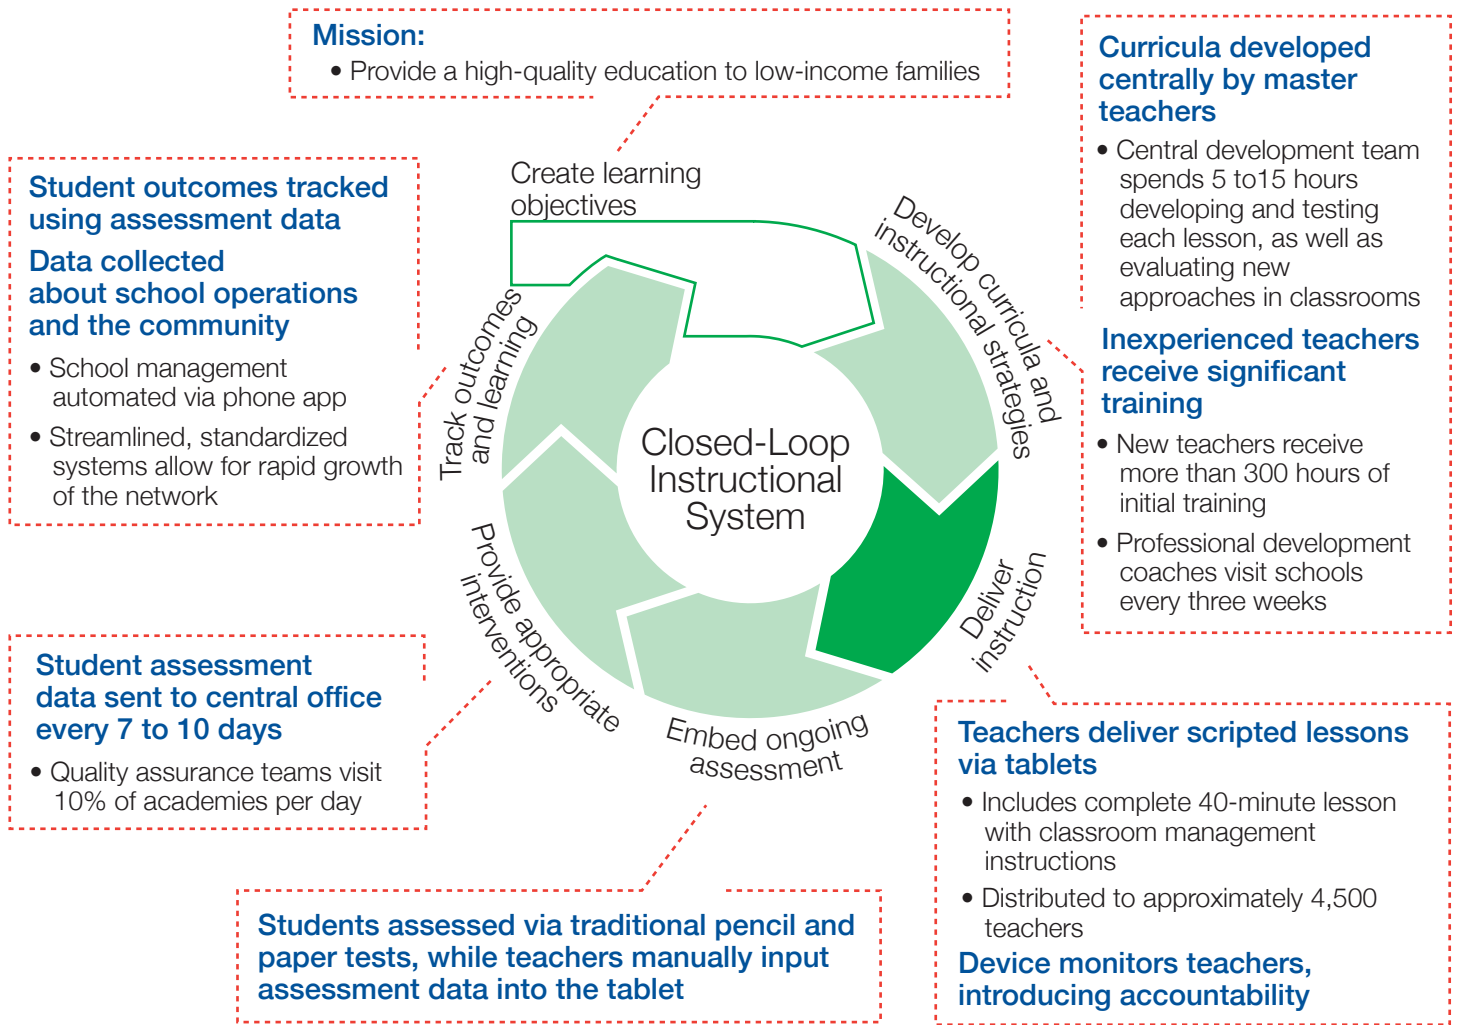 Mission:
• Provide a high-quality education to low-income families
Curricula developed
centrally by master
teachers
• Central development team
spends 5 to15 hours
developing and testing
each lesson, as well as
evaluating new
approaches in classrooms
Inexperienced teachers
receive significant
training
• New teachers receive
more than 300 hours of
initial training
• Professional development
coaches visit schools
every three weeks
Student outcomes tracked
using assessment data
Data collected
about school operations
and the community
• School management
automated via phone app
• Streamlined, standardized
systems allow for rapid growth
of the network
Create learning
objectives
Develop curricula and
instructional strategies
Deliver
instruction
Embed ongoing
assessment
Provide appropriate
interventions
Track outcomes
and learning
Closed-Loop
Instructional
System
Student assessment
data sent to central office
every 7 to 10 days
• Quality assurance teams visit
10% of academies per day
Teachers deliver scripted lessons
via tablets
• Includes complete 40-minute lesson
with classroom management
instructions
• Distributed to approximately 4,500
teachers
Device monitors teachers,
introducing accountability
Students assessed via traditional pencil and
paper tests, while teachers manually input
assessment data into the tablet